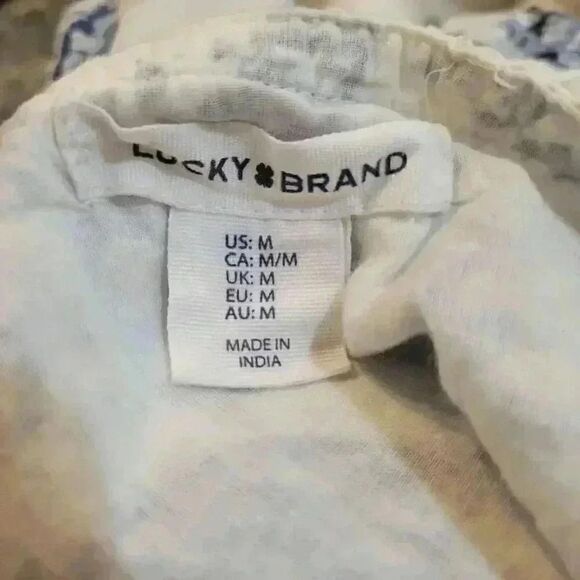 LUCKY BRAND
US: M
CA: M/M
UK: M
EU: M
AU: M
MADE IN
INDIA